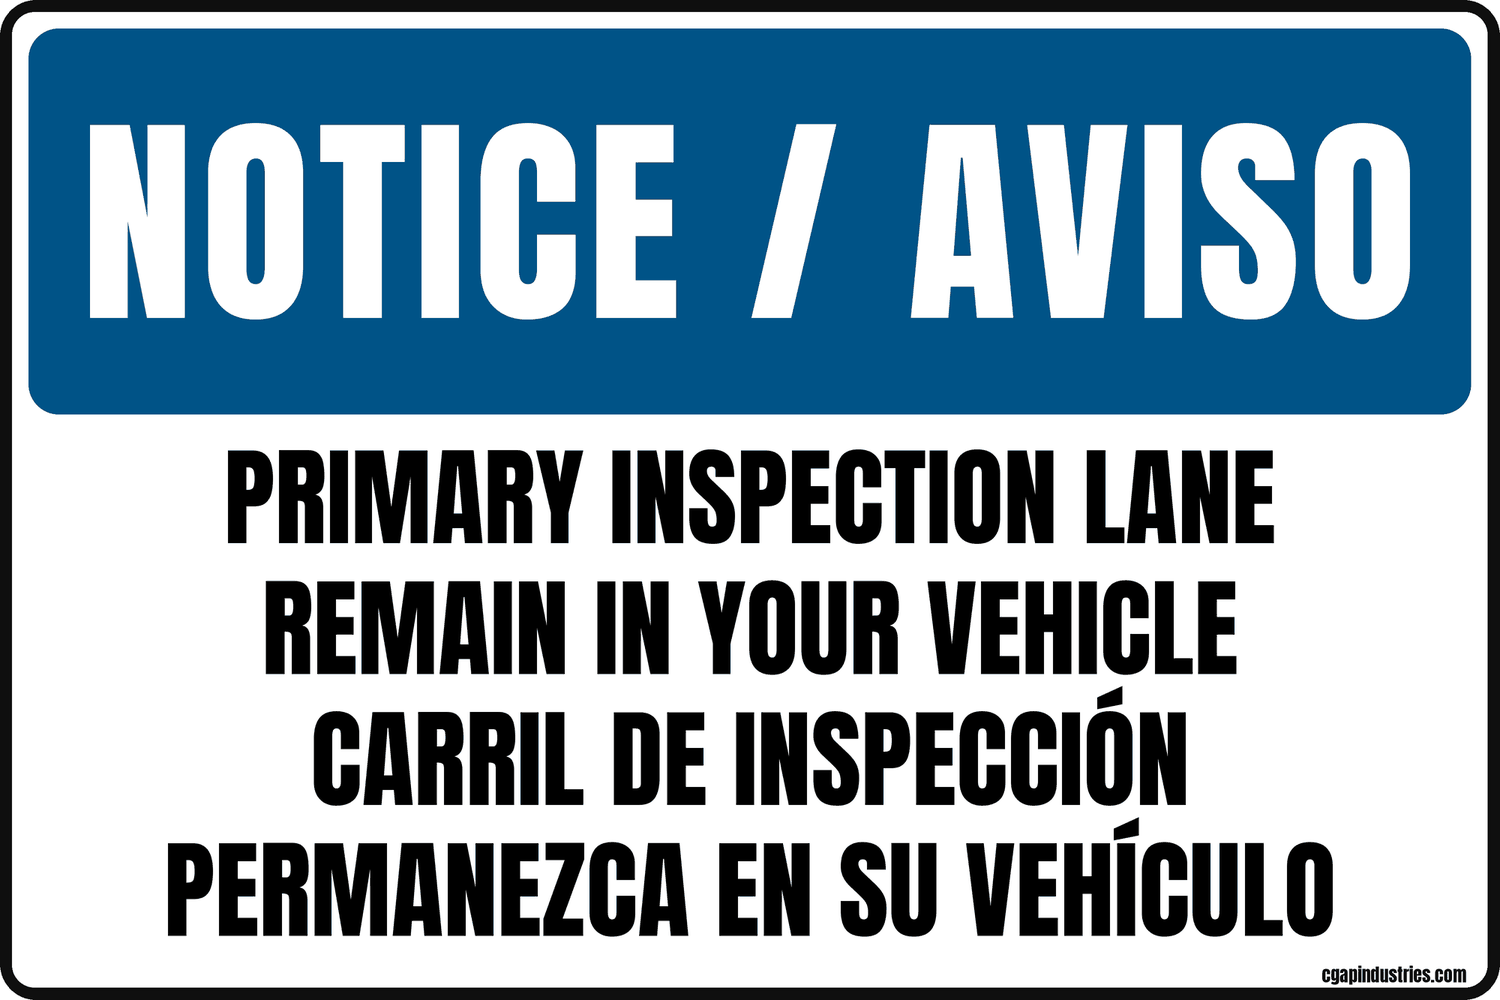 NOTICE / AVISO
PRIMARY INSPECTION LANE
REMAIN IN YOUR VEHICLE
CARRIL DE INSPECCIÓN
PERMANEZCA EN SU VEHÍCULO
cgapindustries.com